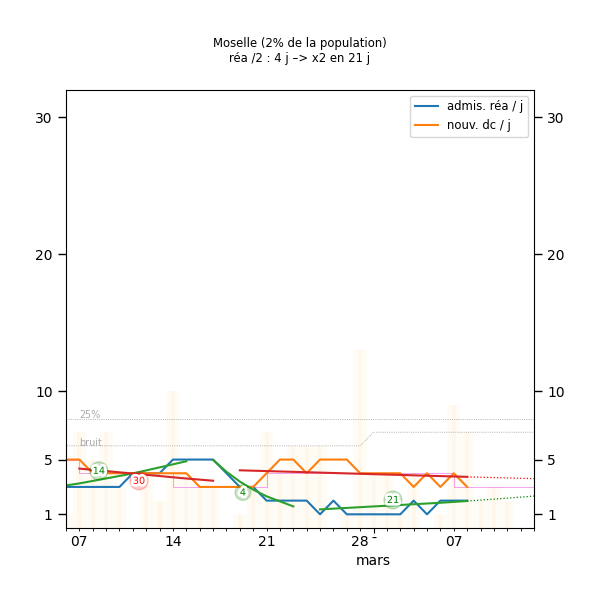 Moselle (2% de la population)
réa /2 : 4 j –> x2 en 21 j
admis. réa / j
nouv. dc / j
30 30
20 20
10 10
25%
bruit
5 5
14
30
4
21
1 1
07 14 21 28 07
mars